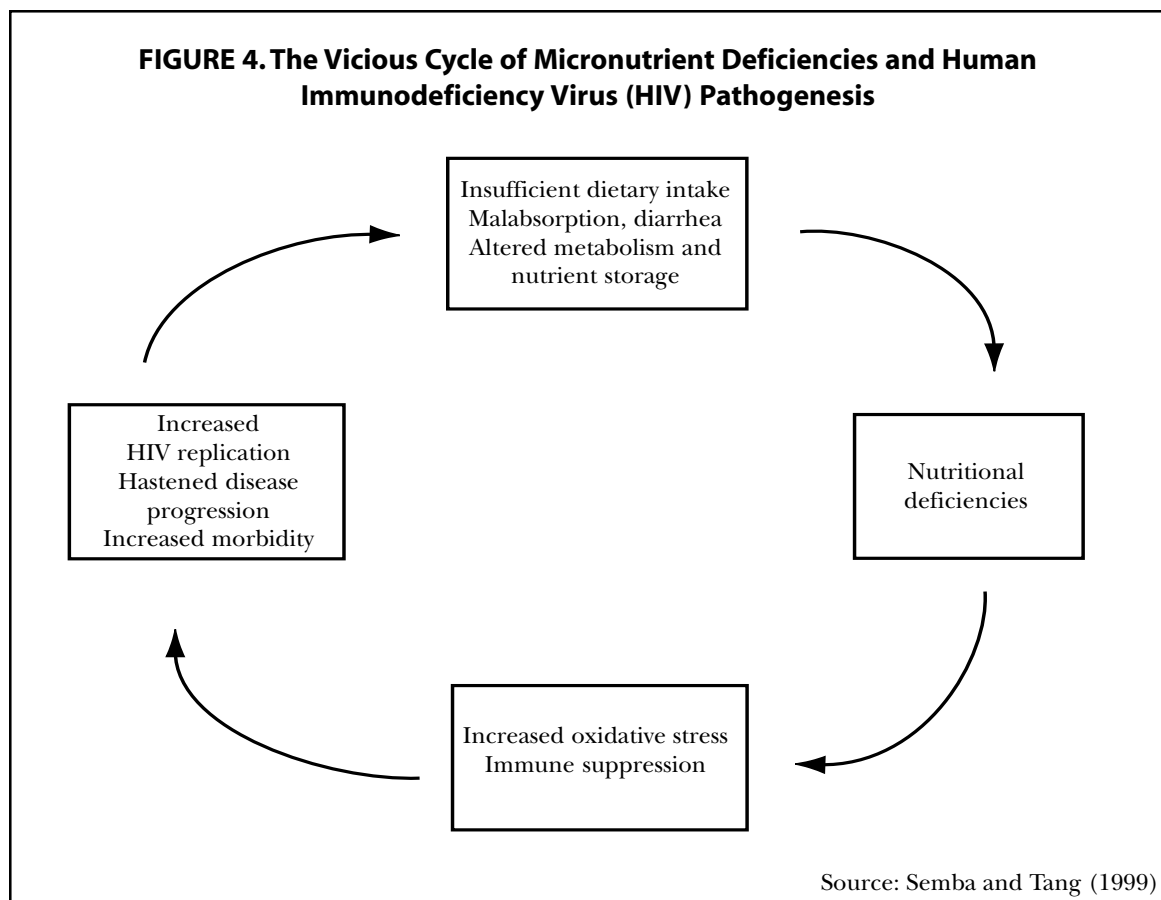 FIGURE 4. The Vicious Cycle of Micronutrient Deficiencies and Human
Immunodeficiency Virus (HIV) Pathogenesis
Insufficient dietary intake
Malabsorption, diarrhea
Altered metabolism and
nutrient storage
Increased
HIV replication
Hastened disease
progression
Increased morbidity
Nutritional
deficiencies
Increased oxidative stress
Immune suppression
Source: Semba and Tang (1999)